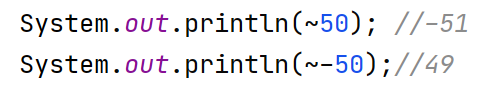 System.out.println(~50); //-51
System.out.println(~-50);//49